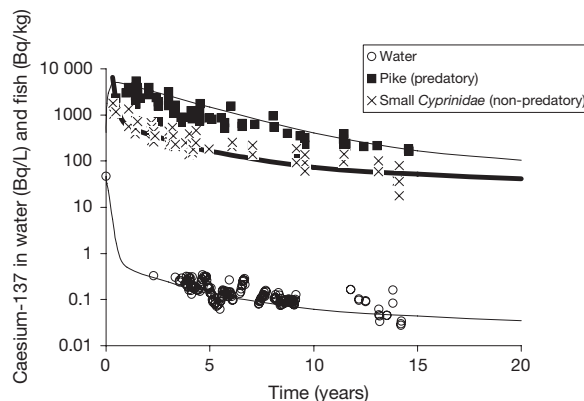 Caesium-137 in water (Bq/L) and fish (Bq/kg)
10 000
1000
100
10
1
0.1
0.01
0
5
10
15
20
Time (years)
Water
Pike (predatory)
Small Cyprinidae (non-predatory)